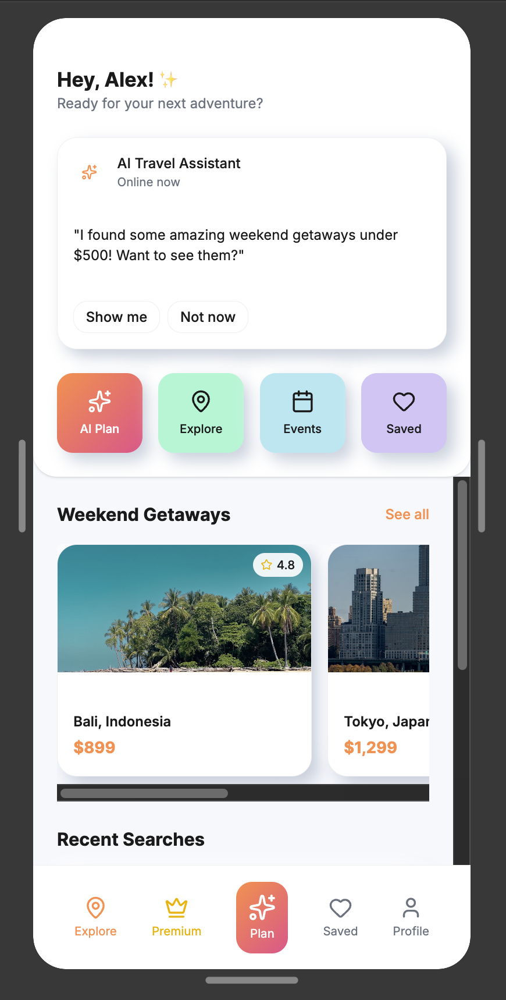 Hey, Alex! ✨
Ready for your next adventure?
AI Travel Assistant
Online now
"I found some amazing weekend getaways under
$500! Want to see them?"
Show me
Not now
AI Plan
Explore
Events
Saved
Weekend Getaways
See all
4.8
Bali, Indonesia
$899
Tokyo, Japan
$1,299
Recent Searches
Explore
Premium
Plan
Saved
Profile